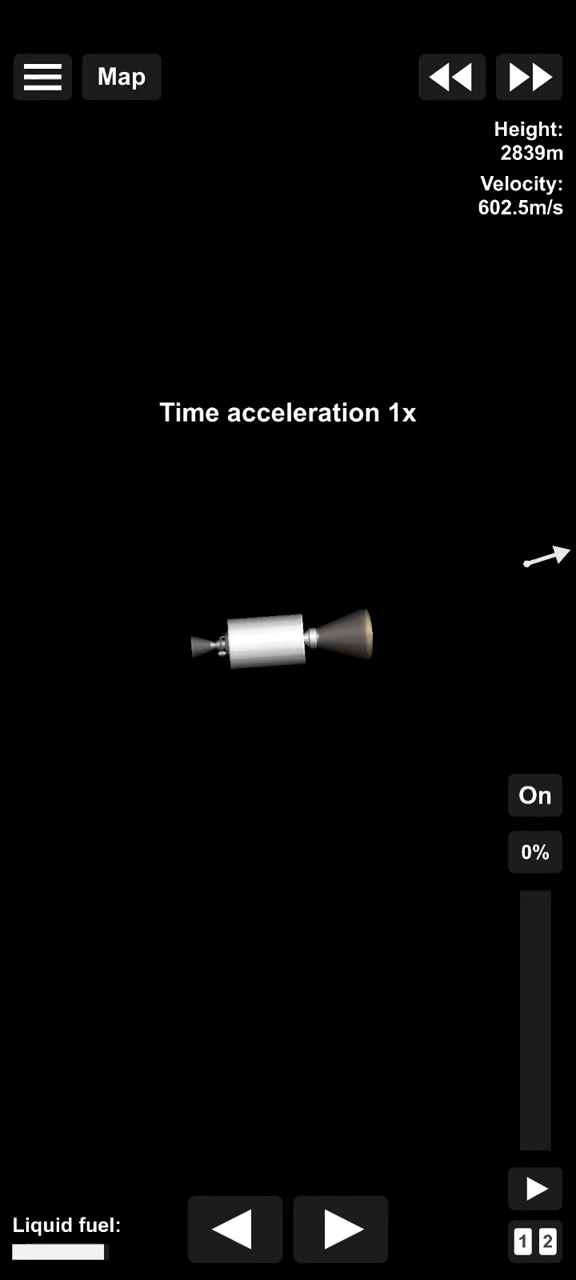 Map
Height:
2839m
Velocity:
602.5m/s
Time acceleration 1x
On
0%
Liquid fuel:
1 2